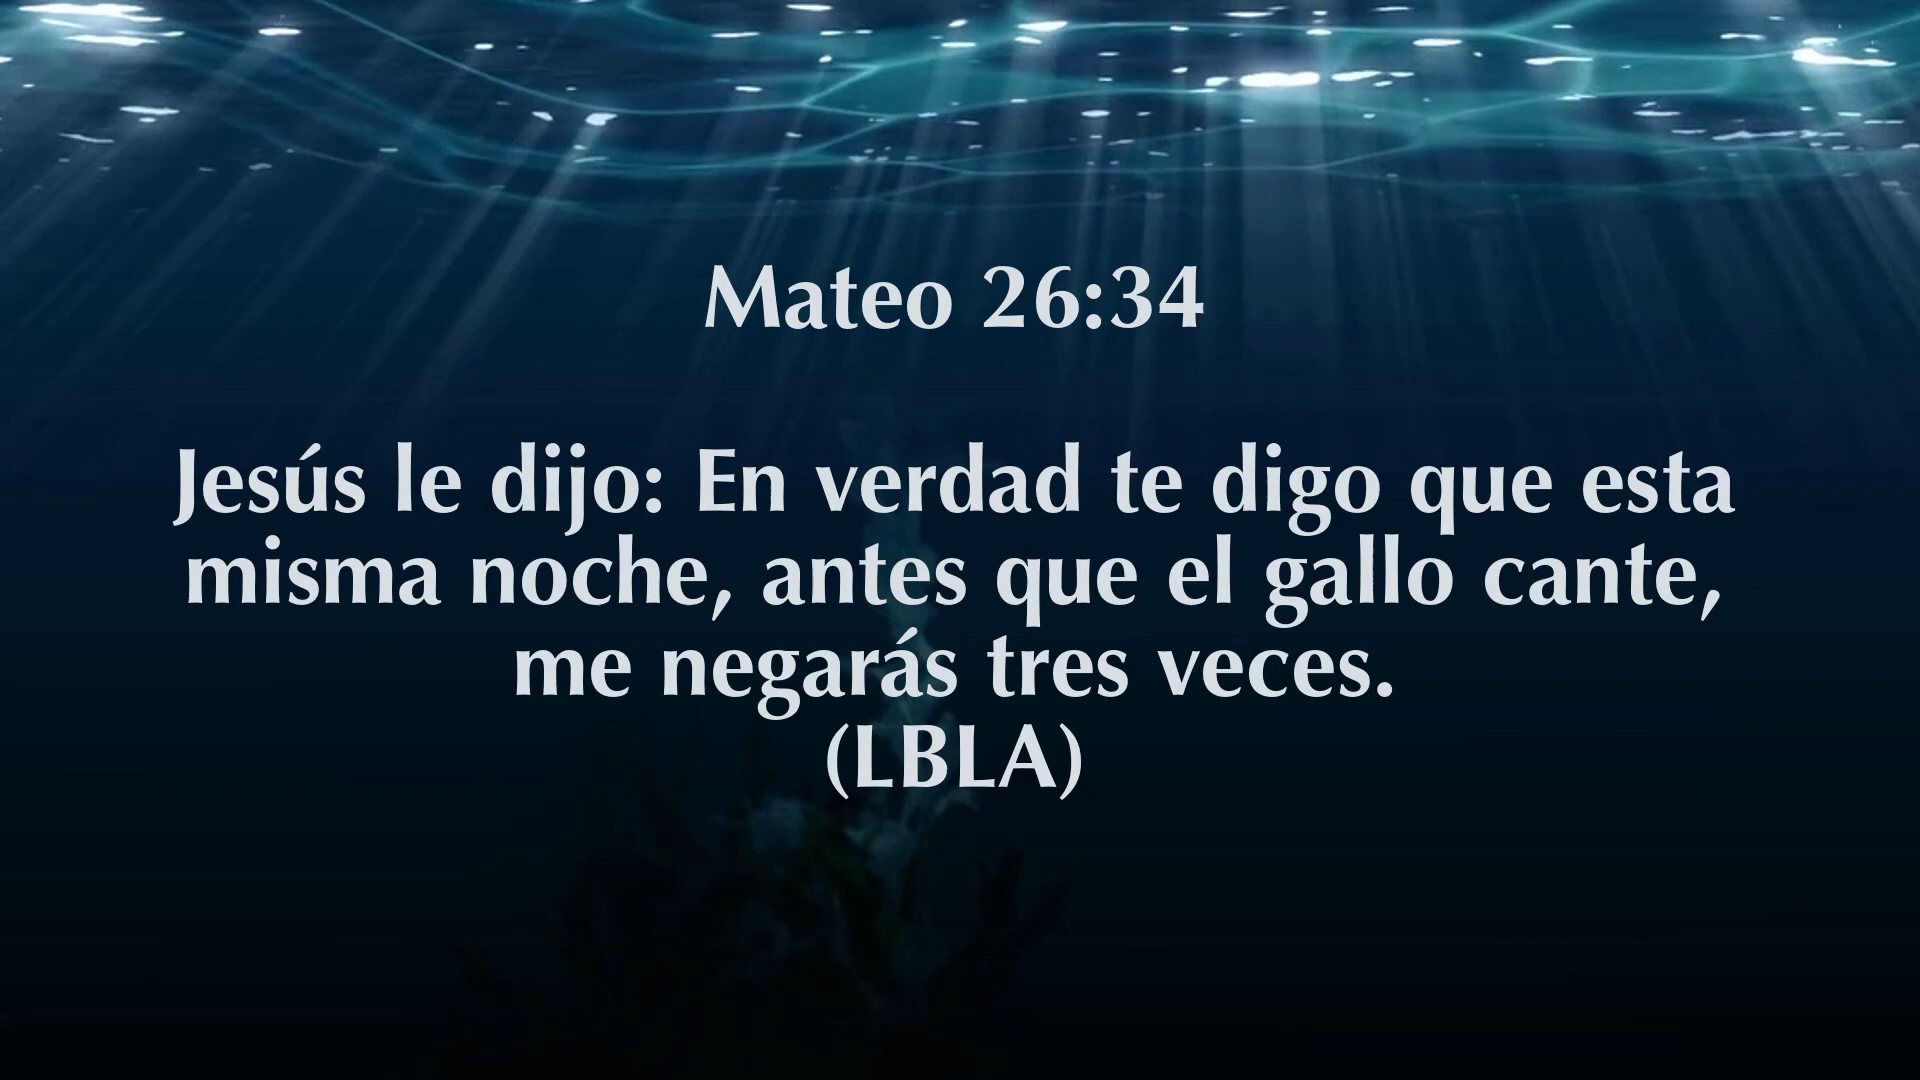 Mateo 26:34
Jesús le dijo: En verdad te digo que esta
misma noche, antes que el gallo cante,
me negarás tres veces.
(LBLA)